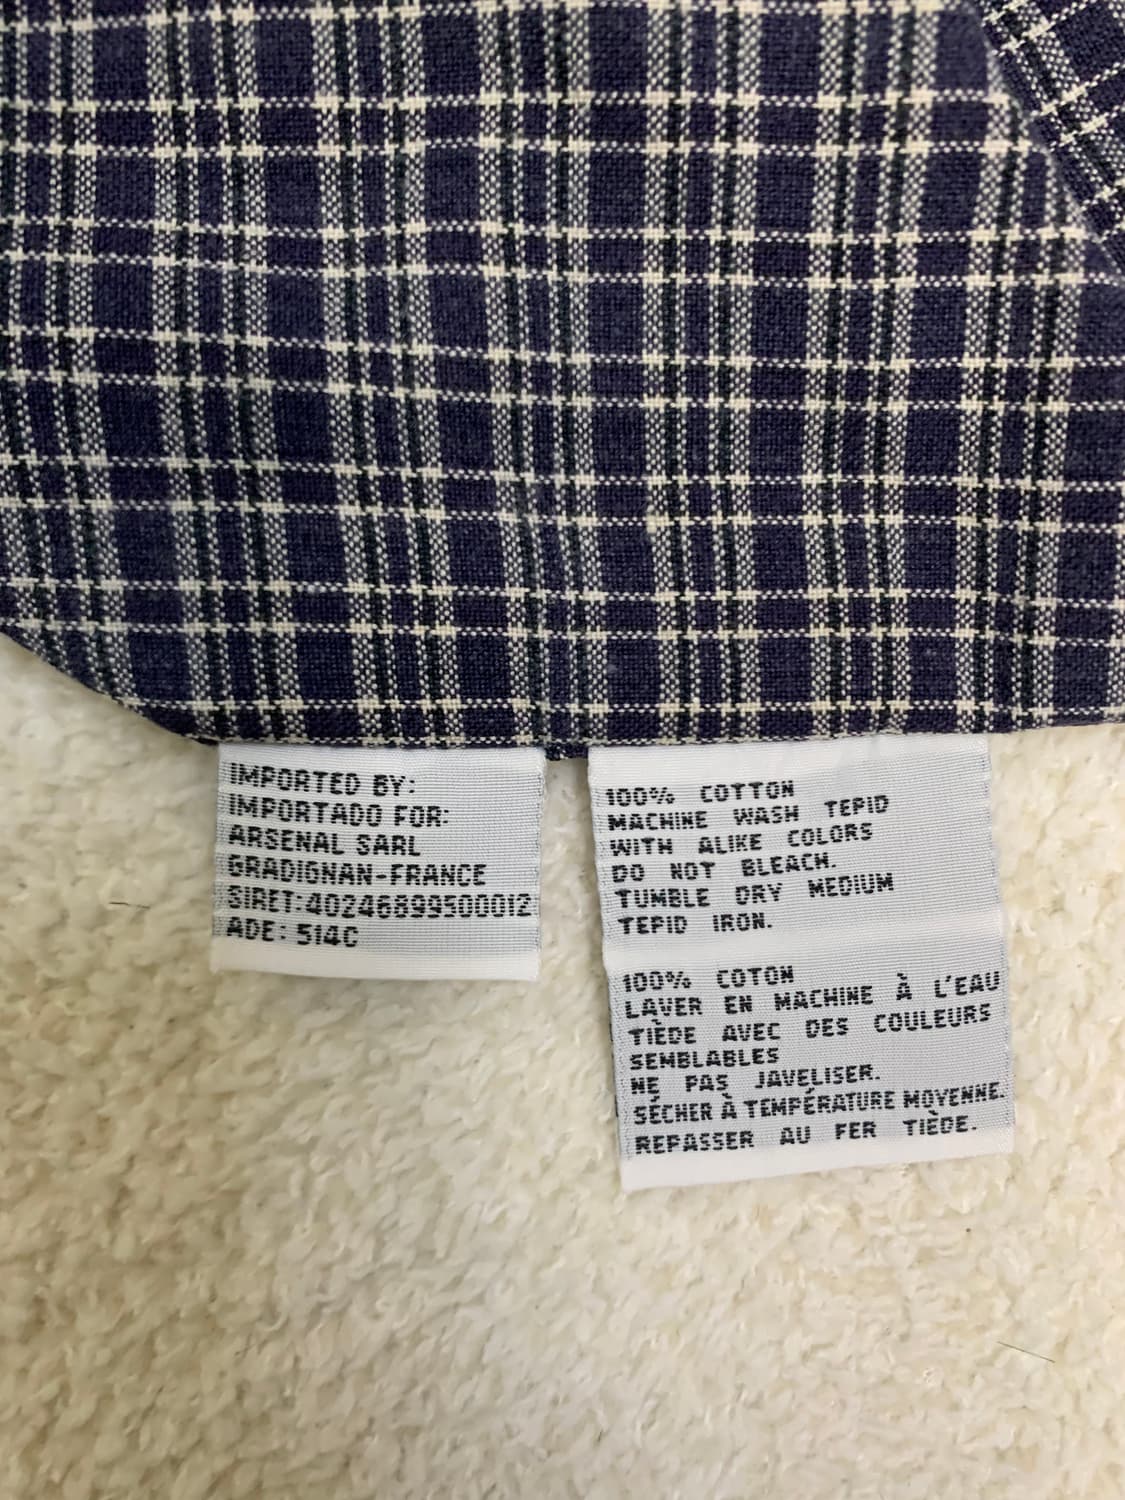 IMPORTED BY:
IMPORTADO FOR:
ARSENAL SARL
GRADIGNAN-FRANCE
SIRET:40246899500012
ADE: 514C
100% COTTON
MACHINE WASH TEPID
WITH ALIKE COLORS
DO NOT BLEACH.
TUMBLE DRY MEDIUM
TEPID IRON.
100% COTON
LAVER EN MACHINE À L'EAU
TIÈDE AVEC DES COULEURS
SEMBLABLES
NE PAS JAVELISER.
SÉCHER À TEMPÉRATURE MOYENNE.
REPASSER AU FER TIÈDE.